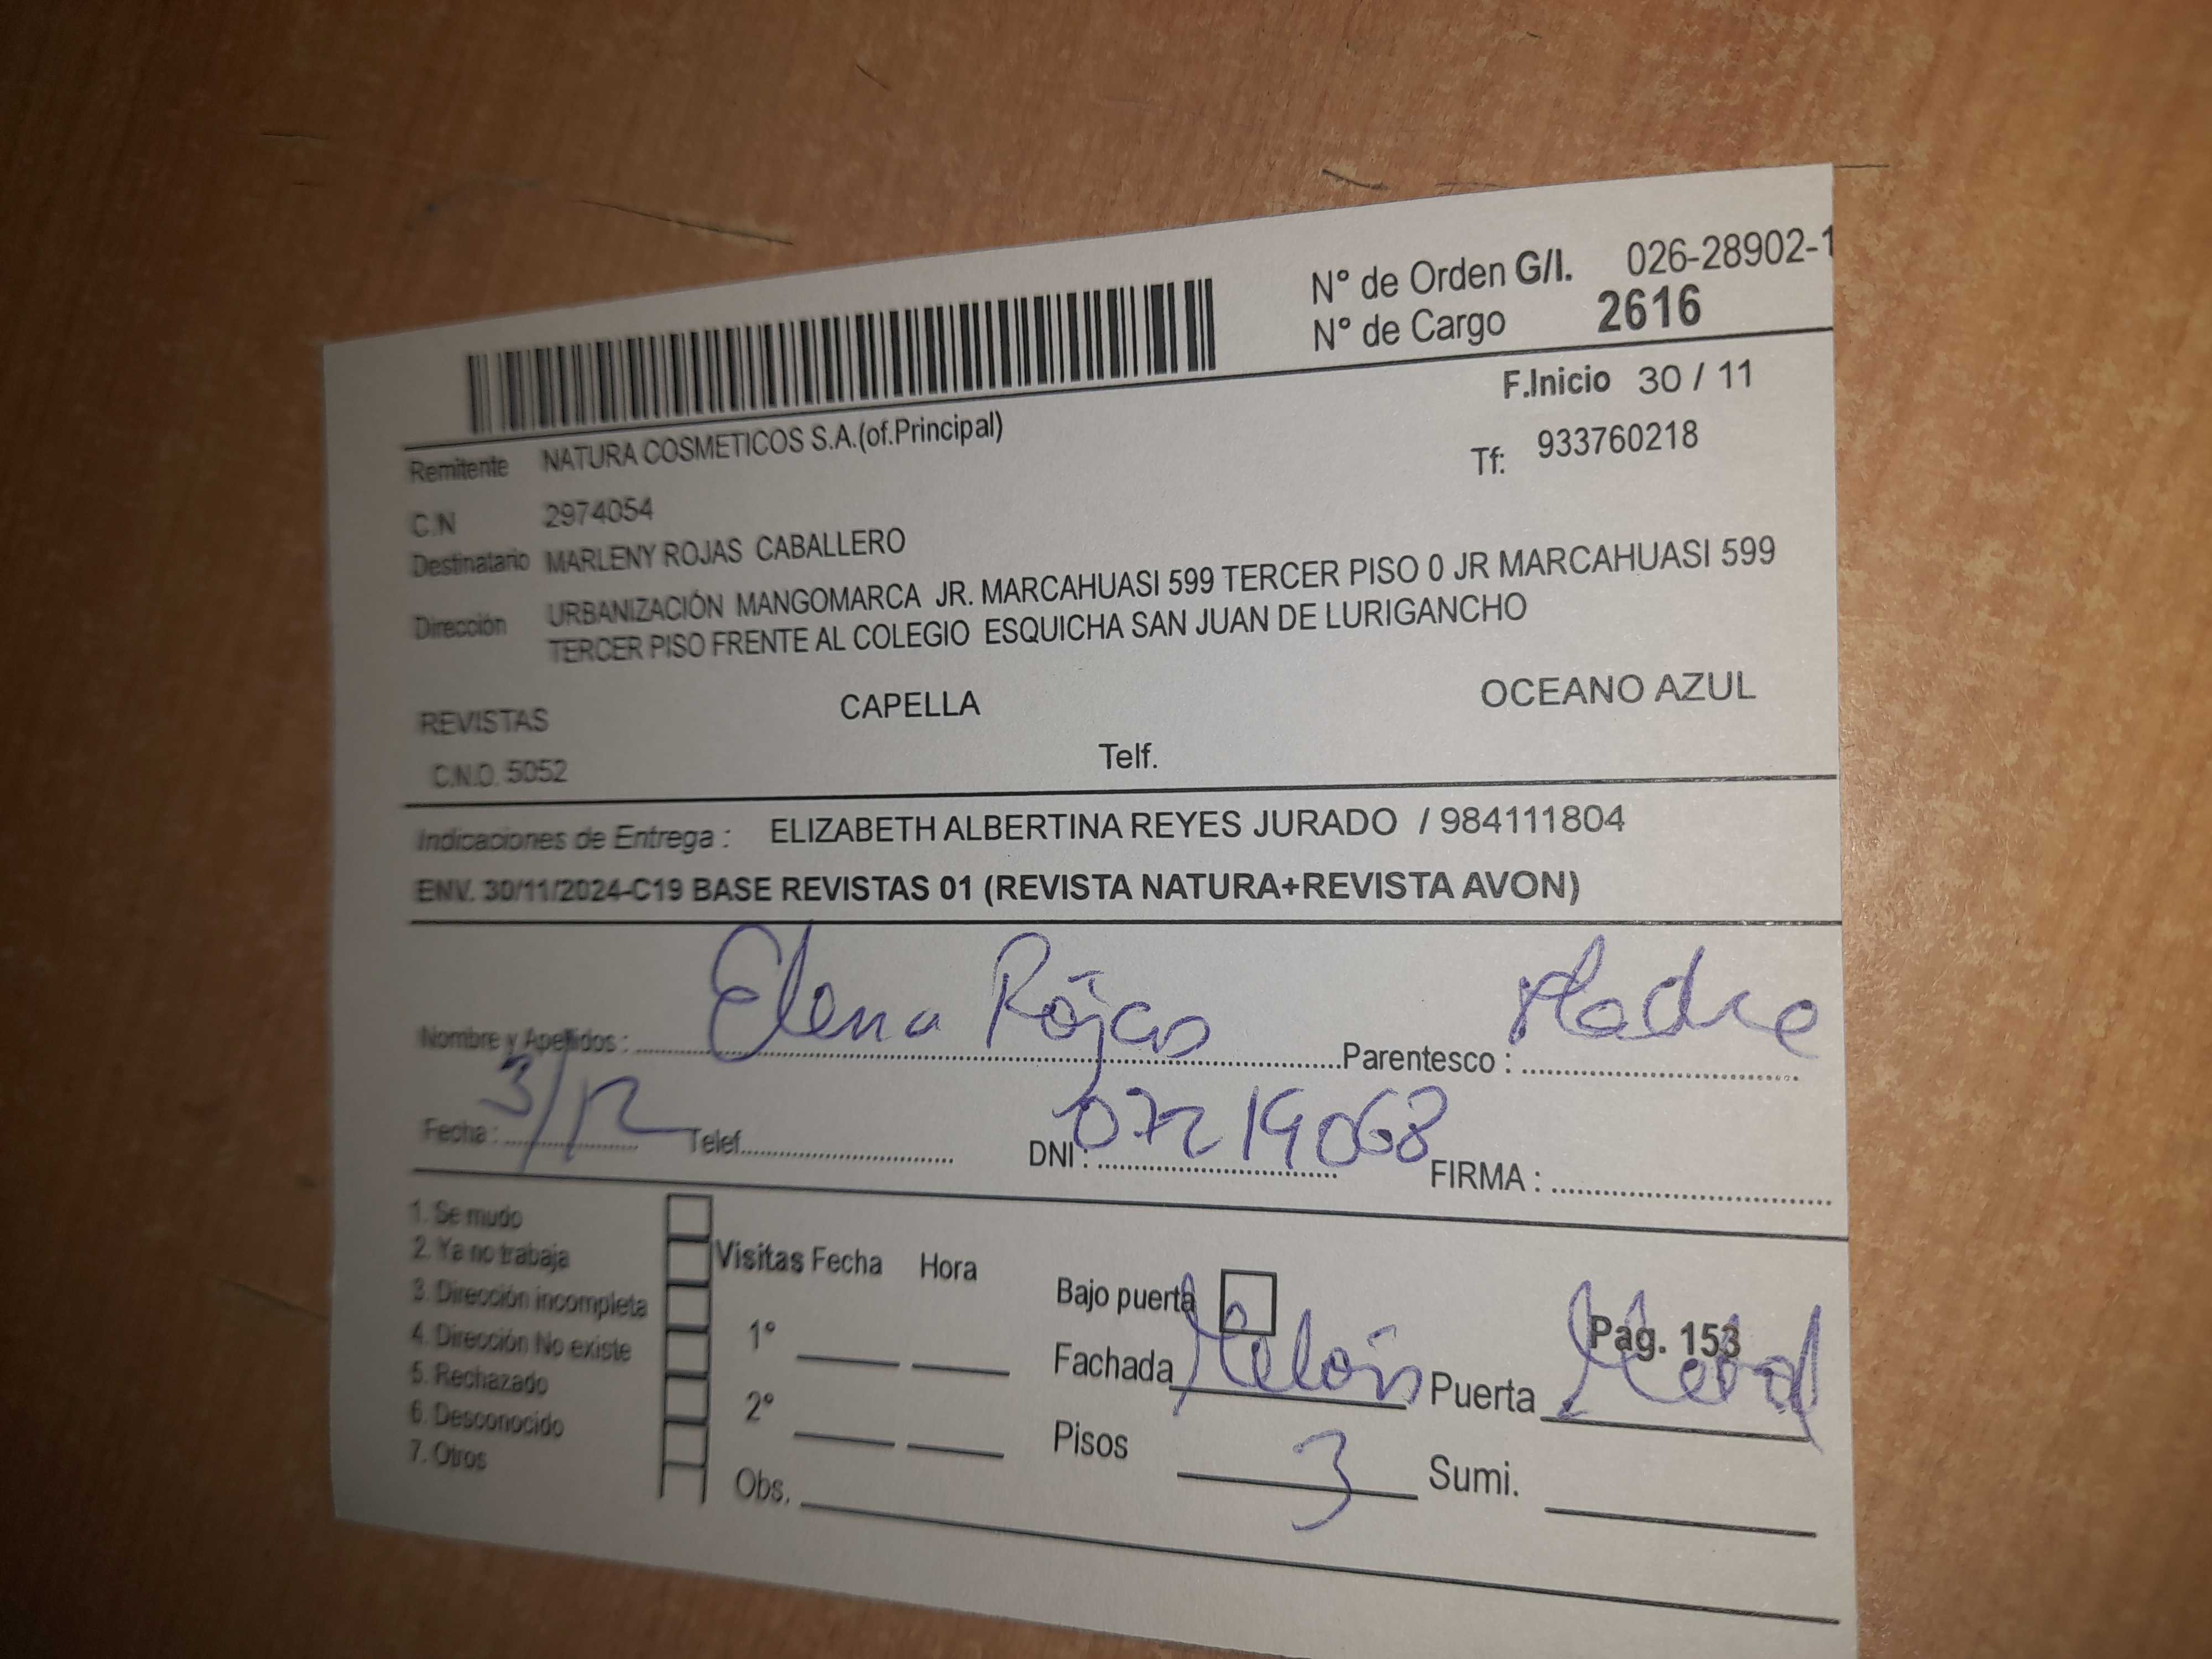 N° de Orden G/I. 026-28902-1
N° de Cargo 2616
F.Inicio 30 / 11
Remitente NATURA COSMETICOS S.A.(of.Principal)
Tf: 933760218
C.N 2974054
Destinatario MARLENY ROJAS CABALLERO
Dirección URBANIZACIÓN MANGOMARCA JR. MARCAHUASI 599 TERCER PISO 0 JR MARCAHUASI 599
TERCER PISO FRENTE AL COLEGIO ESQUICHA SAN JUAN DE LURIGANCHO
REVISTAS CAPELLA OCEANO AZUL
C.N.O. 5052 Telf.
Indicaciones de Entrega : ELIZABETH ALBERTINA REYES JURADO / 984111804
ENV. 30/11/2024-C19 BASE REVISTAS 01 (REVISTA NATURA+REVISTA AVON)
Nombre y Apellidos : Elena Rojas Parentesco : Madre
Fecha : 3/12 Telef. DNI : 07219068 FIRMA :
1. Se mudo
2. Ya no trabaja
3. Dirección incompleta
4. Dirección No existe
5. Rechazado
6. Desconocido
7. Otros
Visitas Fecha Hora
1°
2°
Obs.
Bajo puerta Pag. 153
Fachada Melón Puerta Metal
Pisos 3 Sumi.